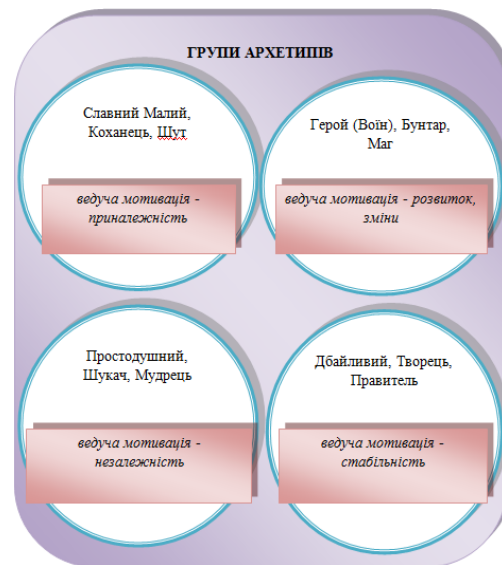 ГРУПИ АРХЕТИПІВ
Славний Малий,
Коханець, Шут
ведуча мотивація -
приналежність
Герой (Воїн), Бунтар,
Маг
ведуча мотивація - розвиток,
зміни
Простодушний,
Шукач, Мудрець
ведуча мотивація -
незалежність
Дбайливий, Творець,
Правитель
ведуча мотивація -
стабільність